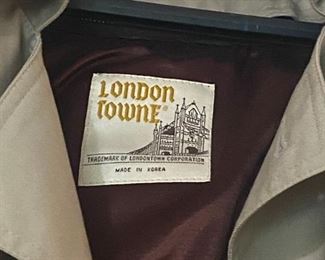 LONDON
TOWNE®
TRADEMARK OF LONDONTOWN CORPORATION
MADE IN KOREA